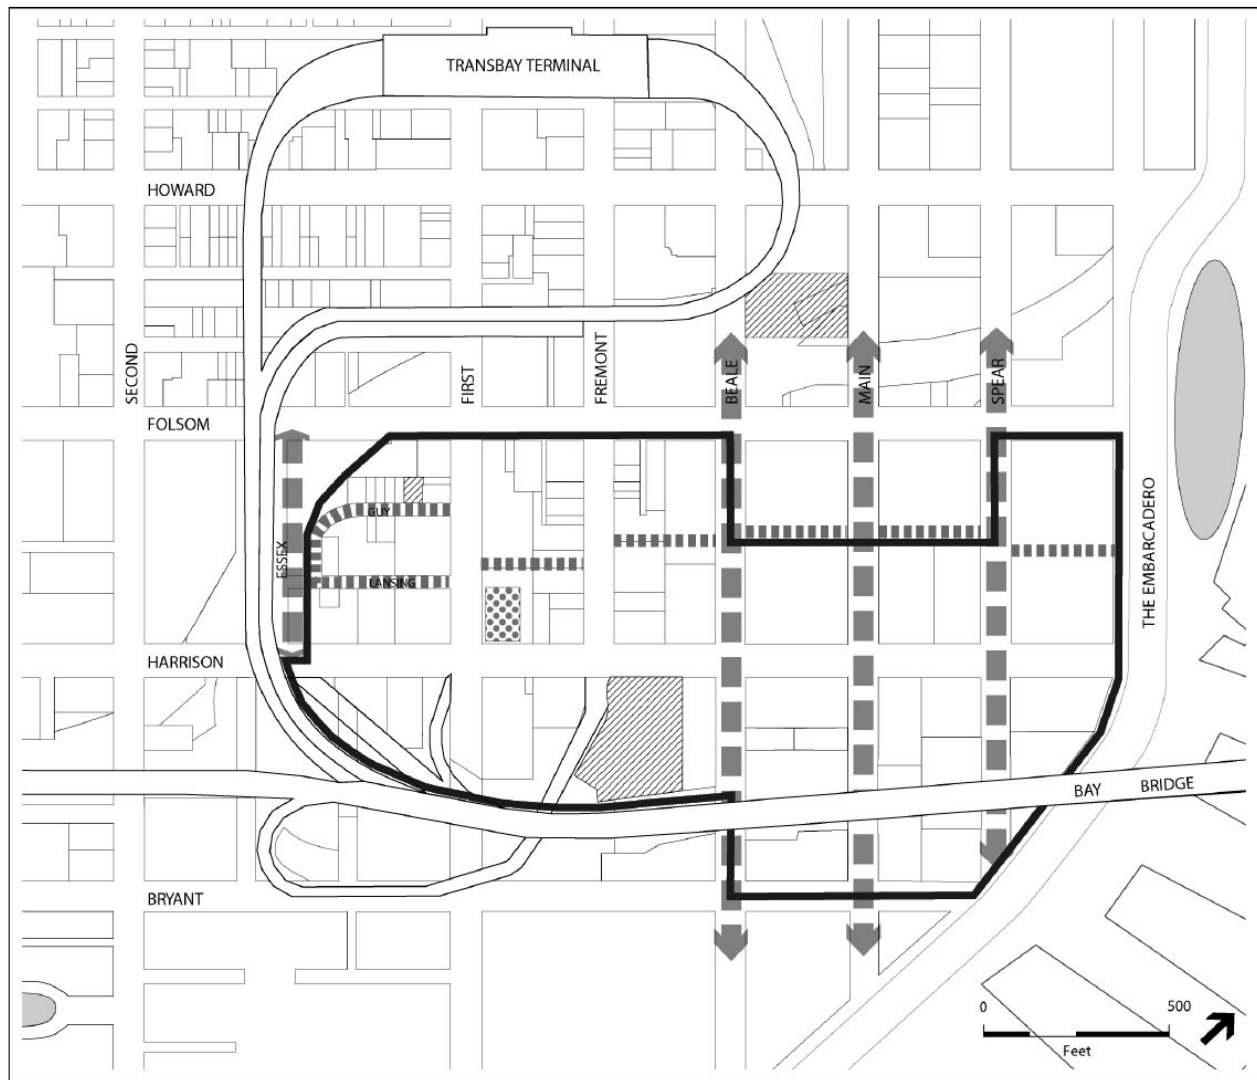 TRANSBAY TERMINAL
HOWARD
SECOND
FIRST
FREMONT
BEALE
MAIN
SPEAR
FOLSOM
GUY
ESSEX
LANSING
THE EMBARCADERO
HARRISON
BAY BRIDGE
BRYANT
0 500
Feet